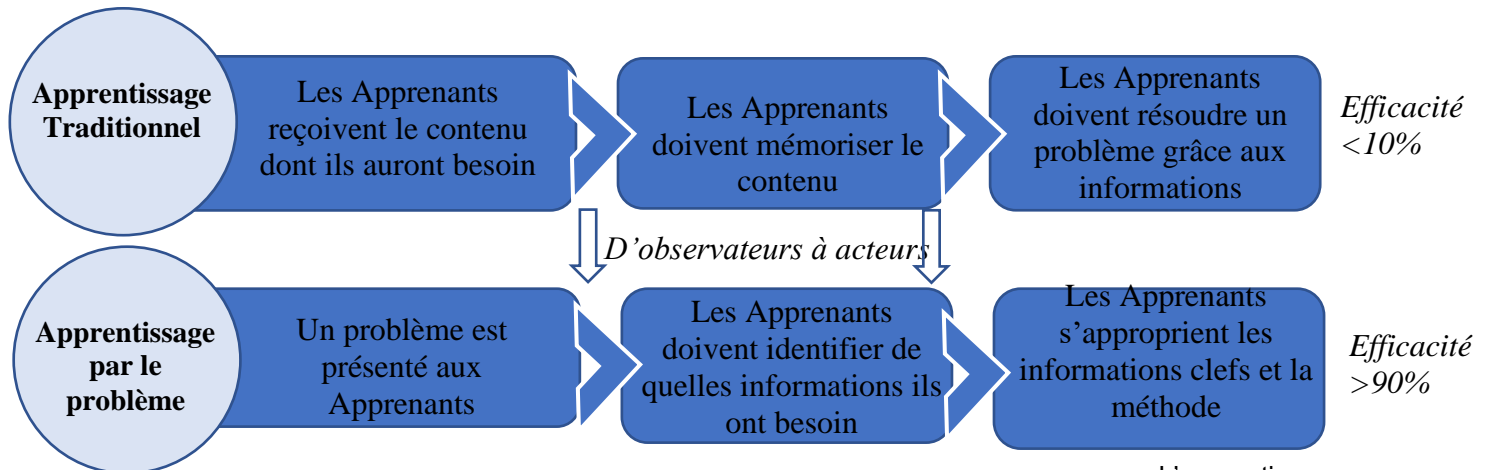 Apprentissage
Traditionnel
Les Apprenants
reçoivent le contenu
dont ils auront besoin
Les Apprenants
doivent mémoriser le
contenu
Les Apprenants
doivent résoudre un
problème grâce aux
informations
Efficacité
<10%
D’observateurs à acteurs
Apprentissage
par le
problème
Un problème est
présenté aux
Apprenants
Les Apprenants
doivent identifier de
quelles informations ils
ont besoin
Les Apprenants
s’approprient les
informations clefs et la
méthode
Efficacité
>90%